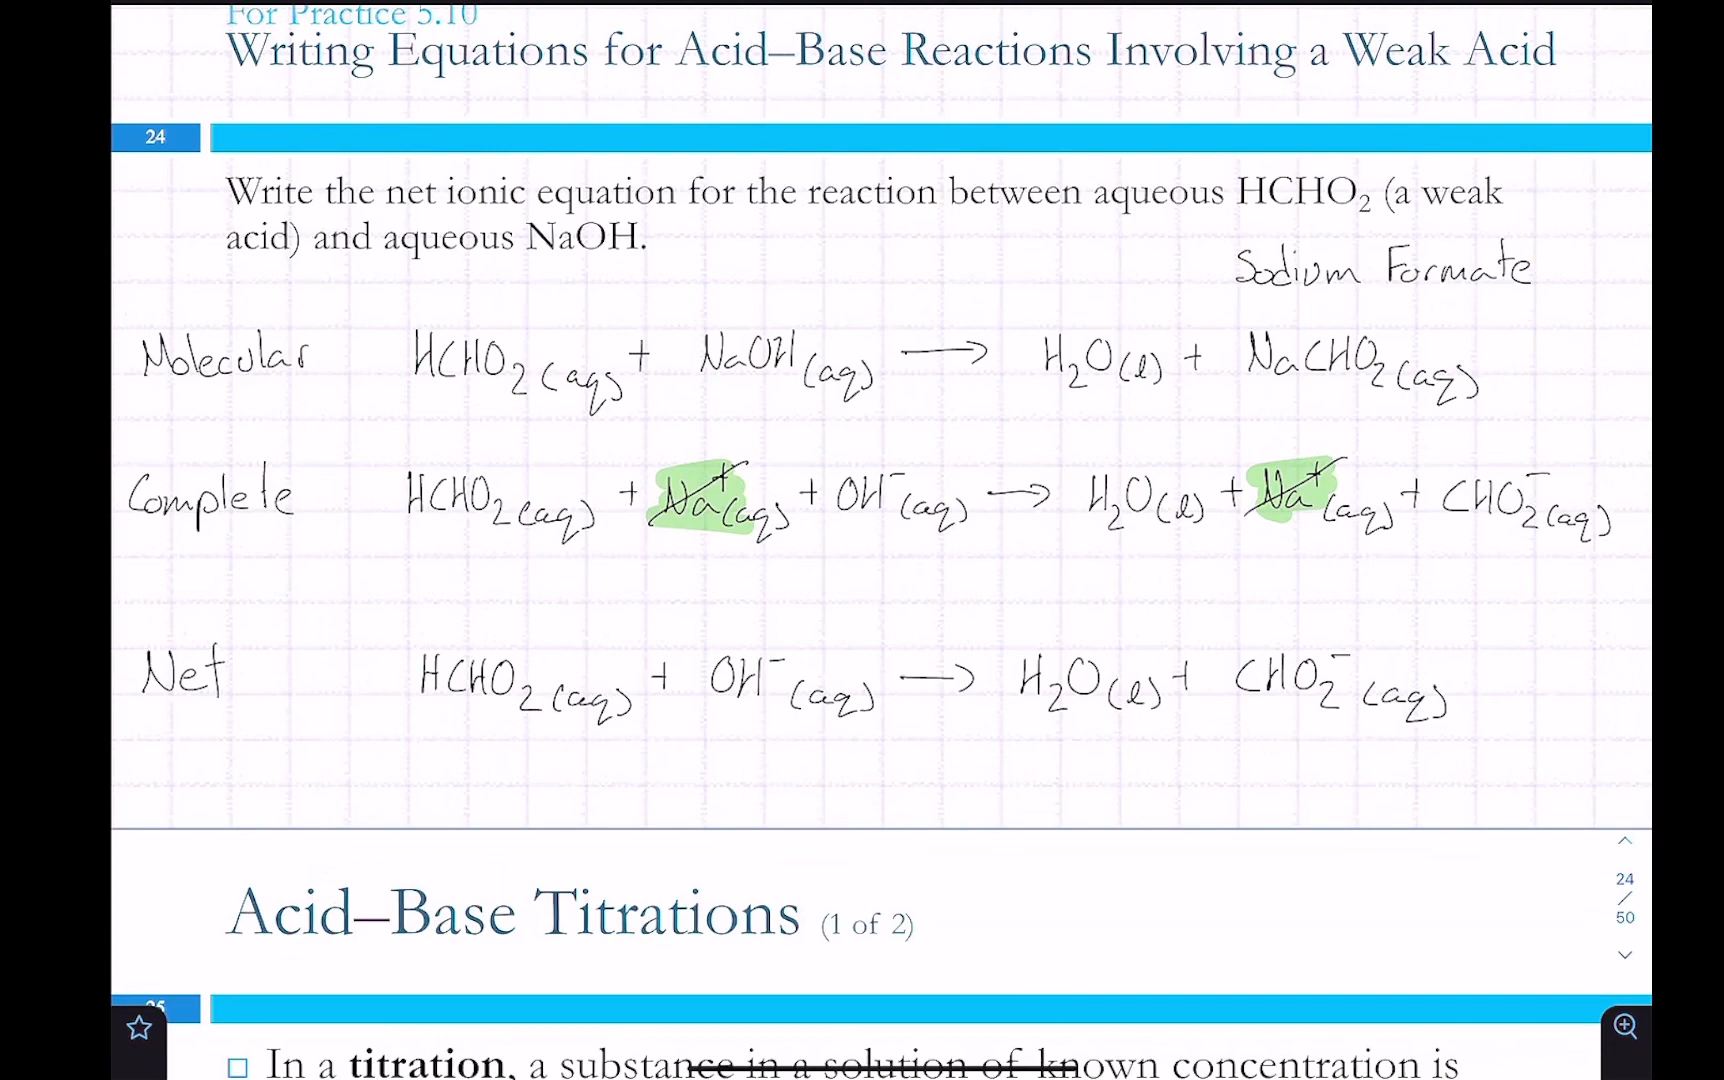 For Practice 5.10
Writing Equations for Acid–Base Reactions Involving a Weak Acid
24
Write the net ionic equation for the reaction between aqueous HCHO₂ (a weak
acid) and aqueous NaOH.
Sodium Formate
Molecular HCHO₂(aq) + NaOH(aq) → H₂O(l) + NaCHO₂(aq)
Complete HCHO₂(aq) + Na⁺(aq) + OH⁻(aq) → H₂O(l) + Na⁺(aq) + CHO₂⁻(aq)
Net HCHO₂(aq) + OH⁻(aq) → H₂O(l) + CHO₂⁻(aq)
24
/
50
Acid–Base Titrations (1 of 2)
25
In a titration, a substance in a solution of known concentration is